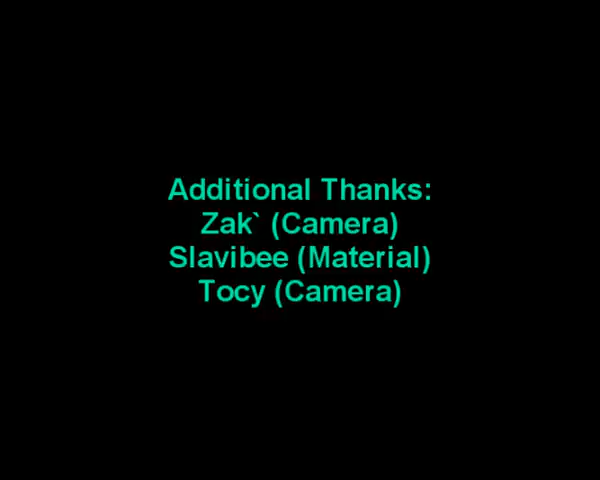 Additional Thanks:
Zak` (Camera)
Slavibee (Material)
Tocy (Camera)